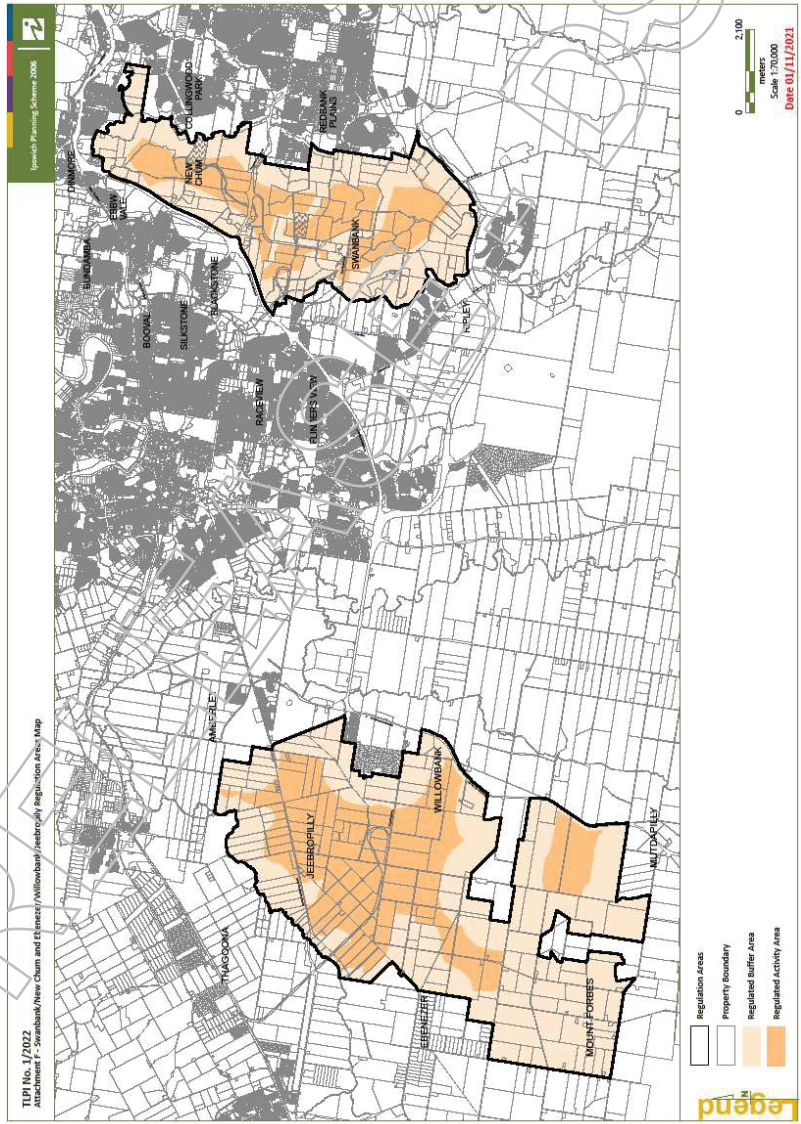 TLPI No. 1/2022
Attachment F - Swanbank/New Chum and Ebenezer/Willowbank/Jeebropilly Regulation Areas Map
Ipswich Planning Scheme 2006
DINMORE
BUNDAMBA
EBBW
VALE
COLLINGWOOD
PARK
BOOVAL
NEW
CHUM
SILKSTONE
BLACKSTONE
REDBANK
PLAINS
RACEVIEW
FLINDERS VIEW
SWANBANK
RIPLEY
AMBERLEY
THAGOONA
JEEBROPILLY
WILLOWBANK
EBENEZER
MOUNT FORBES
MUTDAPILLY
Legend
N
Regulation Areas
Property Boundary
Regulated Buffer Area
Regulated Activity Area
0 2,100
meters
Scale 1:70,000
Date 01/11/2021